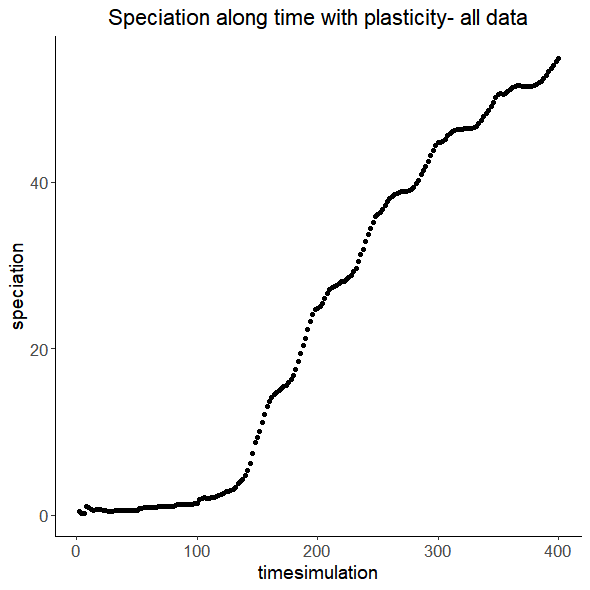 Speciation along time with plasticity- all data
speciation
40
20
0
0 100 200 300 400
timesimulation